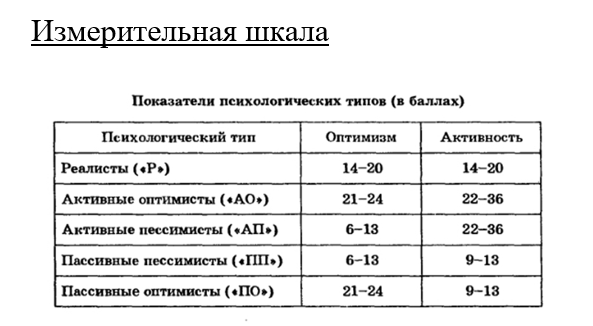 Измерительная шкала
Показатели психологических типов (в баллах)
Психологический тип Оптимизм Активность
Реалисты («Р») 14–20 14–20
Активные оптимисты («АО») 21–24 22–36
Активные пессимисты («АП») 6–13 22–36
Пассивные пессимисты («ПП») 6–13 9–13
Пассивные оптимисты («ПО») 21–24 9–13